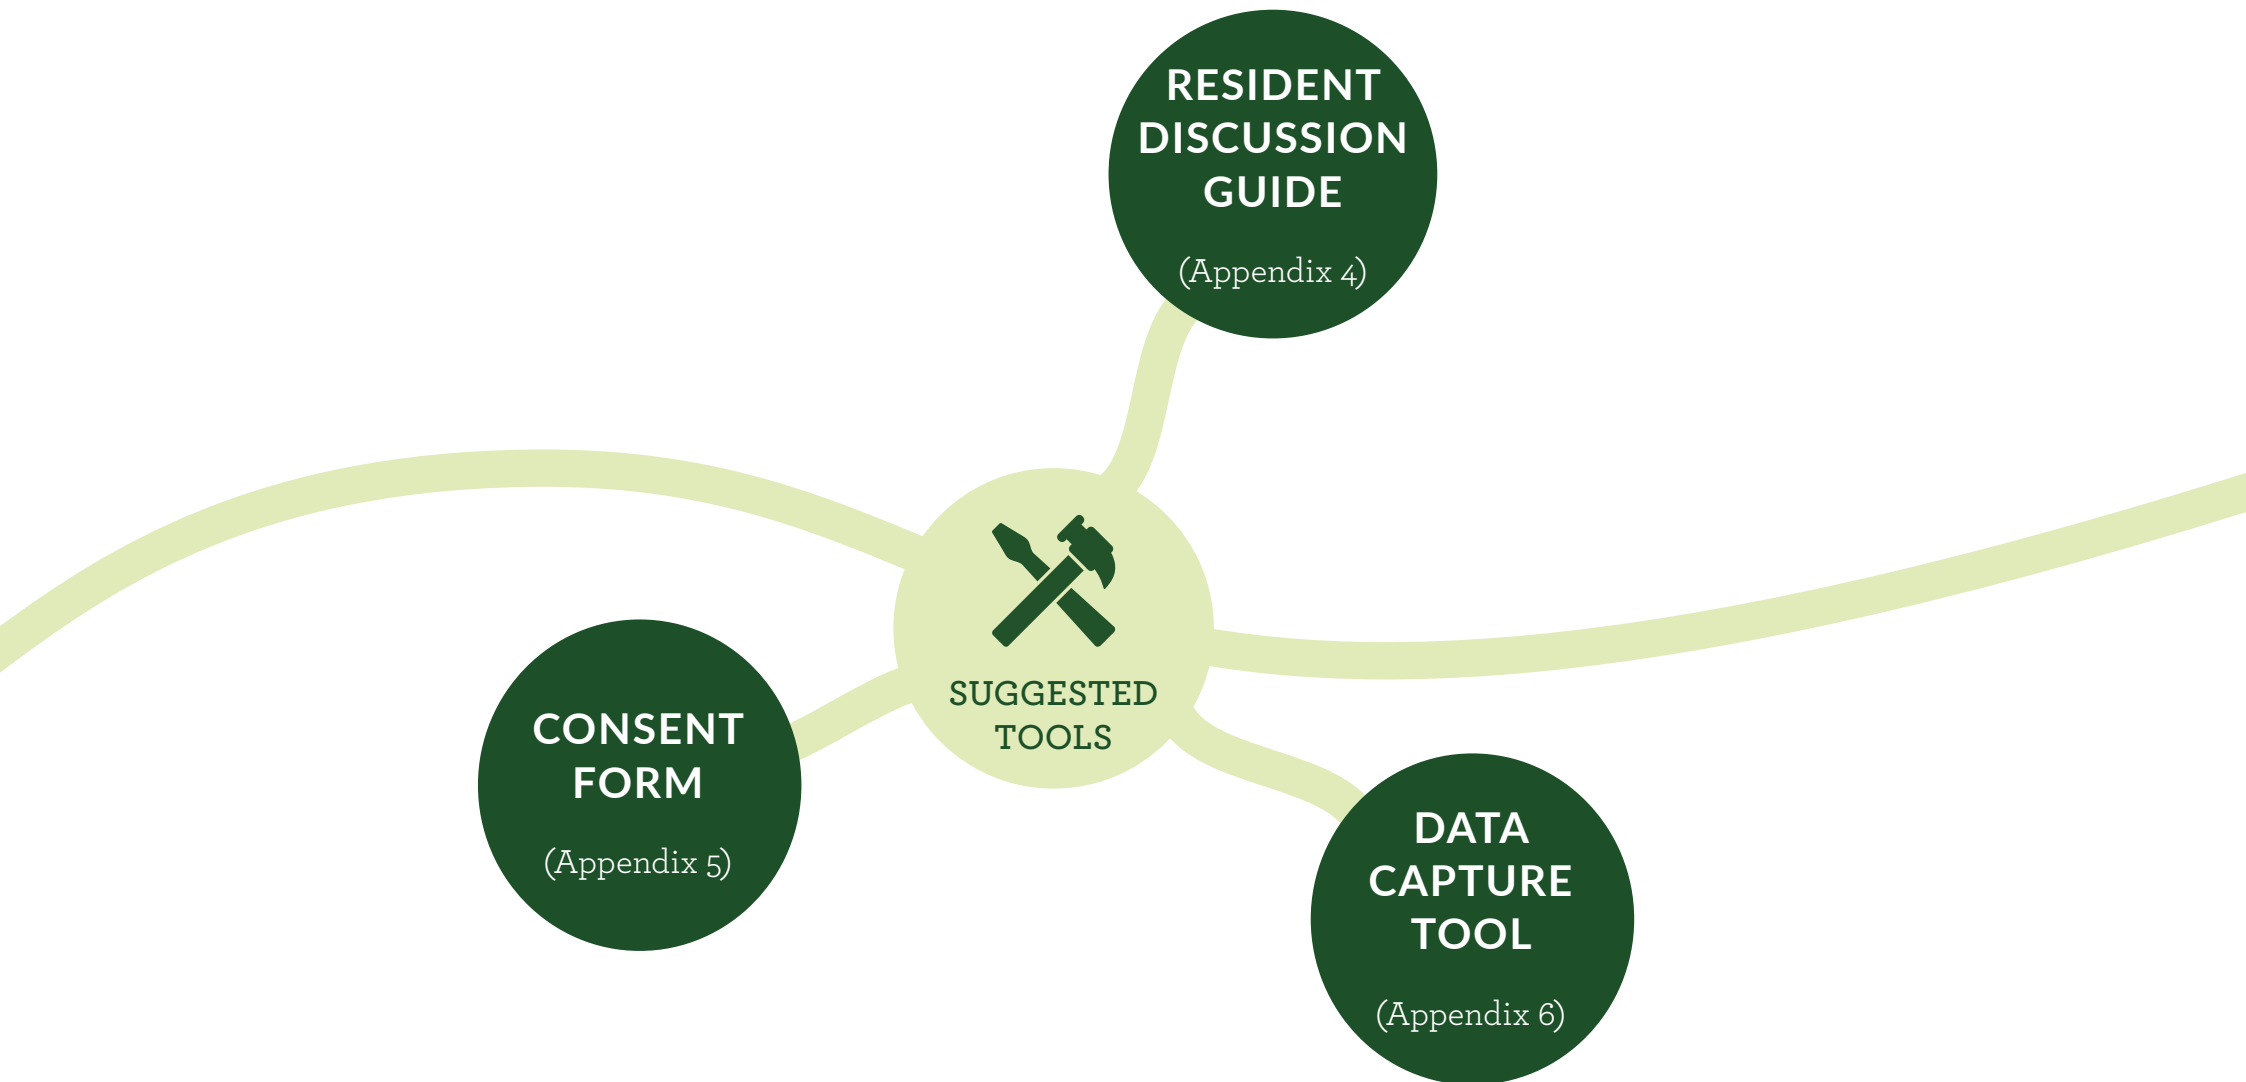 RESIDENT
DISCUSSION
GUIDE
(Appendix 4)
SUGGESTED
TOOLS
CONSENT
FORM
(Appendix 5)
DATA
CAPTURE
TOOL
(Appendix 6)